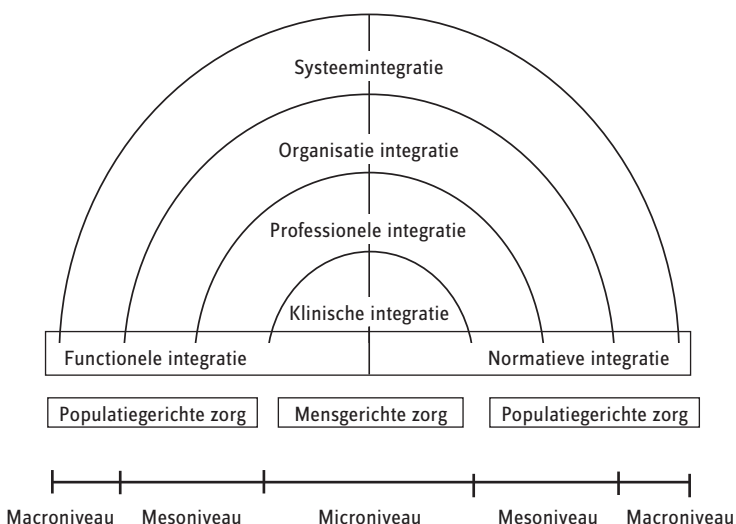 Systeemintegratie
Organisatie integratie
Professionele integratie
Klinische integratie
Functionele integratie Normatieve integratie
Populatiegerichte zorg Mensgerichte zorg Populatiegerichte zorg
Macroniveau Mesoniveau Microniveau Mesoniveau Macroniveau